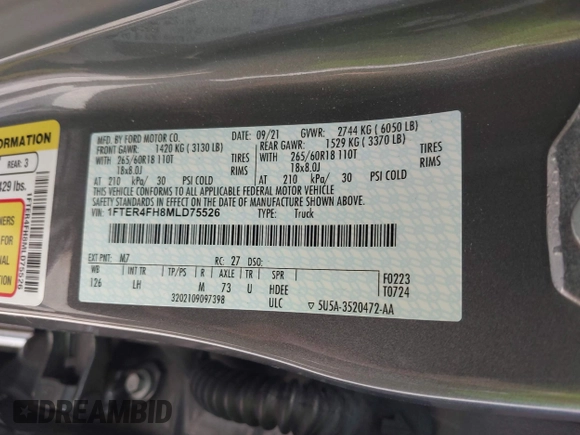 ORMATION
REAR: 3
429 lbs.
1FTER4FH8MLD75526
MFD. BY FORD MOTOR CO.
09/21
GVWR: 2744 KG ( 6050 LB)
FRONT GAWR: 1420 KG ( 3130 LB)
REAR GAWR: 1529 KG ( 3370 LB)
WITH 265/60R18 110T TIRES
WITH 265/60R18 110T TIRES
18x8.0J RIMS
18x8.0J RIMS
AT 210 kPa/ 30 PSI COLD
AT 210 kPa/ 30 PSI COLD
THIS VEHICLE CONFORMS TO ALL APPLICABLE FEDERAL MOTOR VEHICLE
SAFETY STANDARDS IN EFFECT ON THE DATE OF MANUFACTURE SHOWN ABOVE.
VIN: 1FTER4FH8MLD75526
TYPE: Truck
EXT PNT: M7 RC: 27 DSO:
WB INT TR TP/PS R AXLE TR SPR
126 LH M 73 U HDEE
3202109097398 ULC
F0223
T0724
5U5A-3520472-AA
DREAMBID